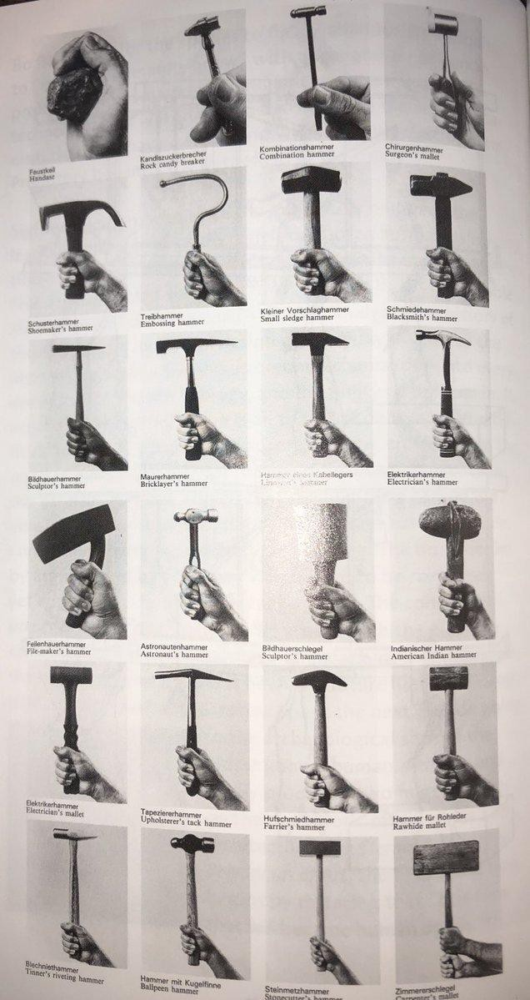 Faustkeil
Handaxe
Kandiszuckerbrecher
Rock candy breaker
Kombinationshammer
Combination hammer
Chirurgenhammer
Surgeon's mallet
Schusterhammer
Shoemaker's hammer
Treibhammer
Embossing hammer
Kleiner Vorschlaghammer
Small sledge hammer
Schmiedehammer
Blacksmith's hammer
Bildhauerhammer
Sculptor's hammer
Maurerhammer
Bricklayer's hammer
Hammer eines Kabellegers
hammer
Elektrikerhammer
Electrician's hammer
Feilenhauerhammer
File-maker's hammer
Astronautenhammer
Astronaut's hammer
Bildhauerschlegel
Sculptor's hammer
Indianischer Hammer
American Indian hammer
Elektrikerhammer
Electrician's mallet
Tapeziererhammer
Upholsterer's tack hammer
Hufschmiedhammer
Farrier's hammer
Hammer für Rohleder
Rawhide mallet
Blechniethammer
Tinner's riveting hammer
Hammer mit Kugelfinne
Ballpeen hammer
Steinmetzhammer
Stonecutter's hammer
Zimmererschlegel
Carpenter's mallet